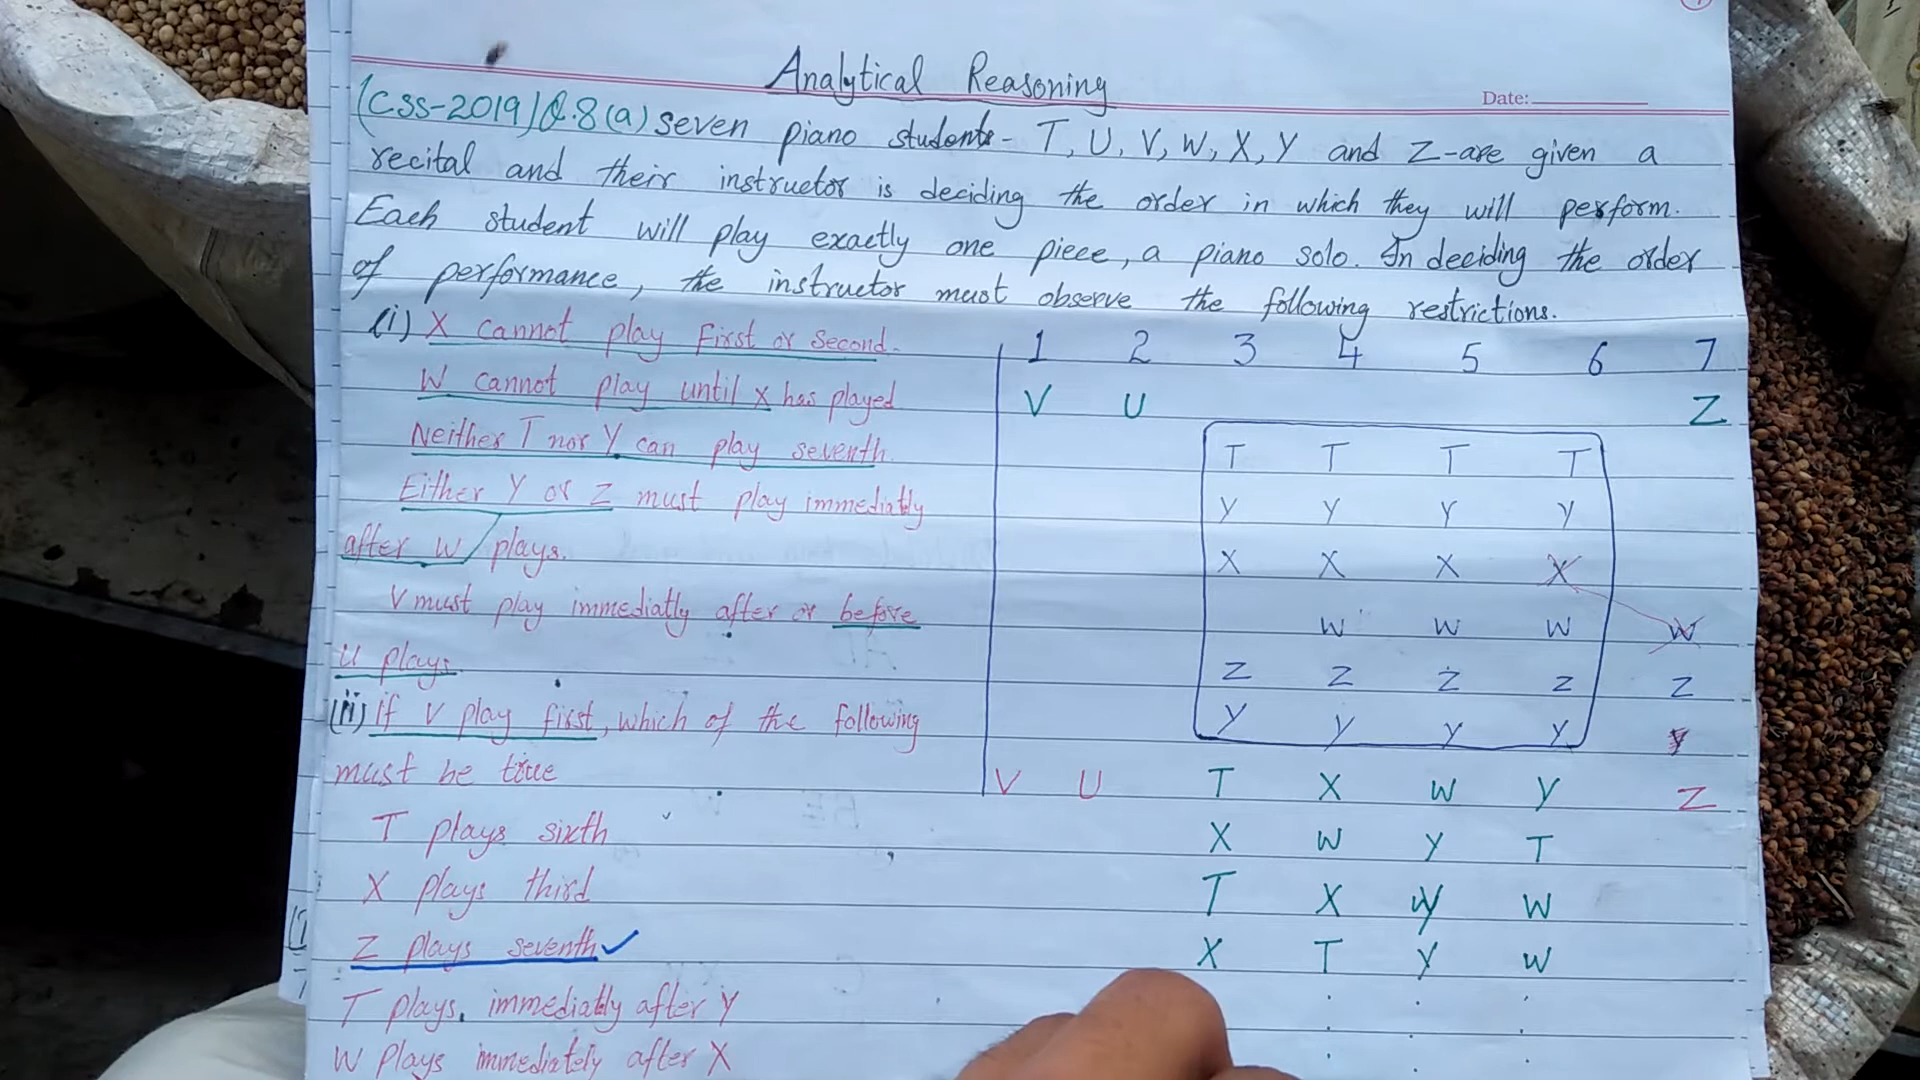 Analytical Reasoning
Date:
(CSS-2019) Q.8(a) seven piano students- T, U, V, W, X, Y and Z-are given a
recital and their instructor is deciding the order in which they will perform.
Each student will play exactly one piece, a piano solo. In deciding the order
of performance, the instructor must observe the following restrictions.
(i) X cannot play First or Second.
W cannot play until X has played
Neither T nor Y can play seventh.
Either Y or Z must play immediatly
after W plays.
V must play immediatly after or before
U plays.
(ii) if V play first, which of the following
must be true
T plays sixth
X plays third
Z plays seventh ✓
T plays immediatly after Y
W Plays immediately after X
1 2 3 4 5 6 7
V U Z
T T T T
Y Y Y Y
X X X X
W W W W
Z Z Z Z Z
Y Y Y Y Y
V U T X W Y Z
X W Y T
T X Y W
X T Y W